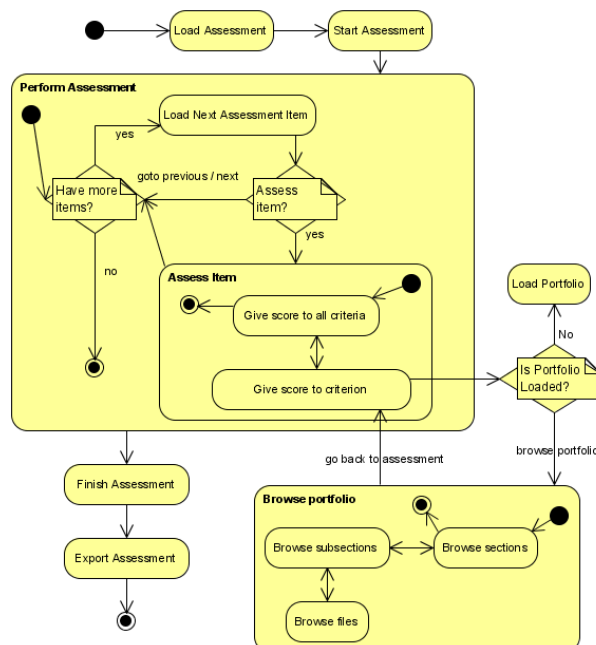 Load Assessment
Start Assessment
Perform Assessment
Load Next Assessment Item
yes
goto previous / next
Have more
items?
Assess
item?
yes
no
Assess Item
Give score to all criteria
Give score to criterion
Load Portfolio
No
Is Portfolio
Loaded?
browse portfolio
go back to assessment
Finish Assessment
Export Assessment
Browse portfolio
Browse subsections
Browse sections
Browse files